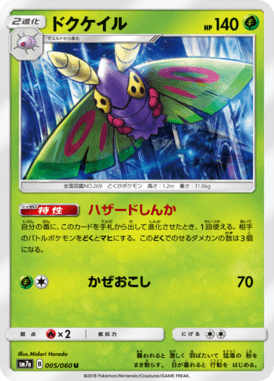 2進化 ドクケイル HP 140
マユルドから進化
全国図鑑NO.269 どくがポケモン 高さ:1.2m 重さ:31.6kg
特性 ハザードしんか
自分の番に、このカードを手札から出して進化させたとき、1回使える。相手
のバトルポケモンをどくとマヒにする。このどくでのせるダメカンの数は3個
になる。
かぜおこし 70
弱点 ×2 抵抗力 にげる
Illus.Midori Harada
sm7a 005/060 U
©2018 Pokémon/Nintendo/Creatures/GAME FREAK.